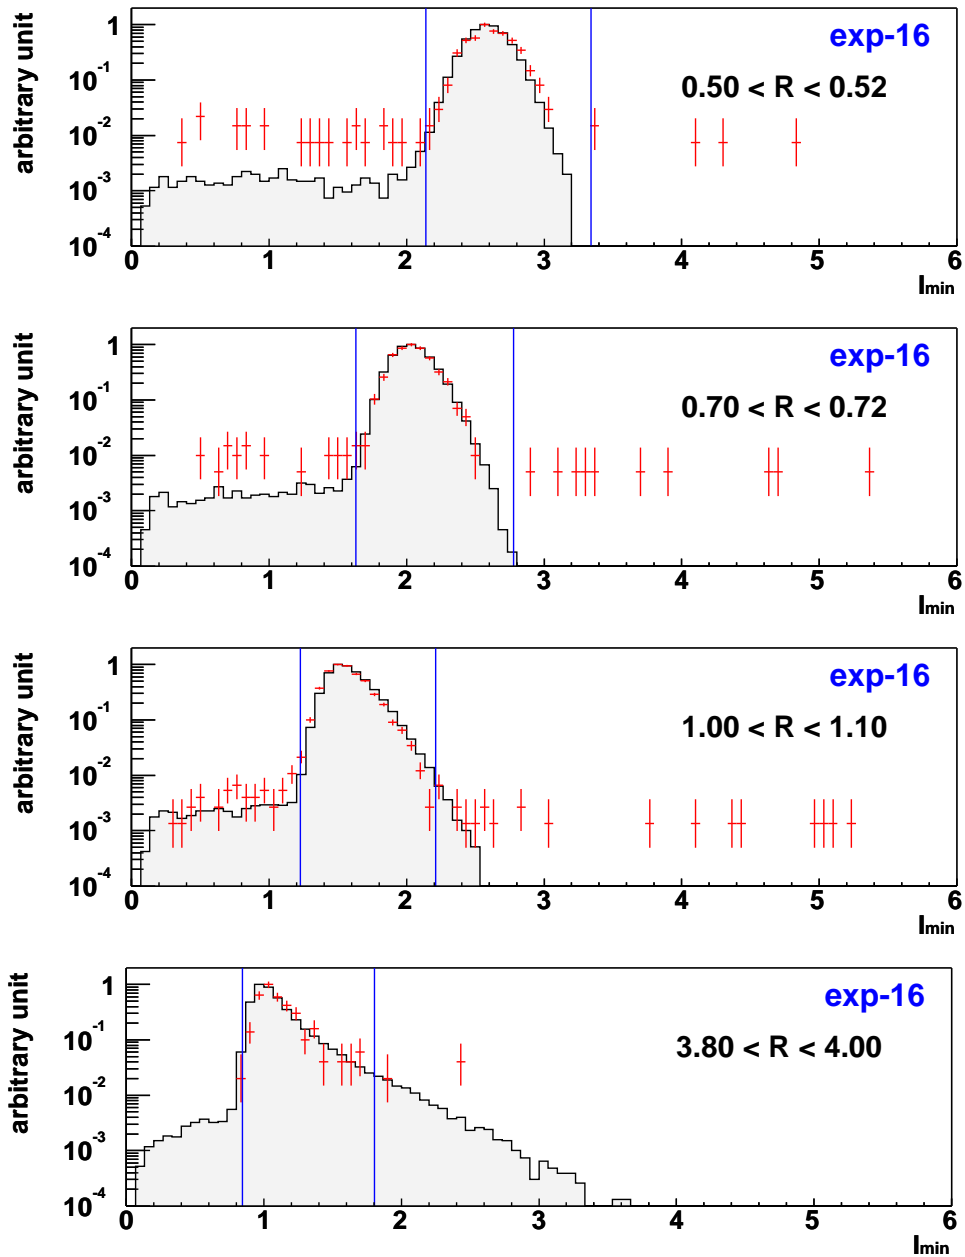 arbitrary unit
1
10-1
10-2
10-3
10-4
exp-16
0.50 < R < 0.52
0 1 2 3 4 5 6
Imin
arbitrary unit
1
10-1
10-2
10-3
10-4
exp-16
0.70 < R < 0.72
0 1 2 3 4 5 6
Imin
arbitrary unit
1
10-1
10-2
10-3
10-4
exp-16
1.00 < R < 1.10
0 1 2 3 4 5 6
Imin
arbitrary unit
1
10-1
10-2
10-3
10-4
exp-16
3.80 < R < 4.00
0 1 2 3 4 5 6
Imin